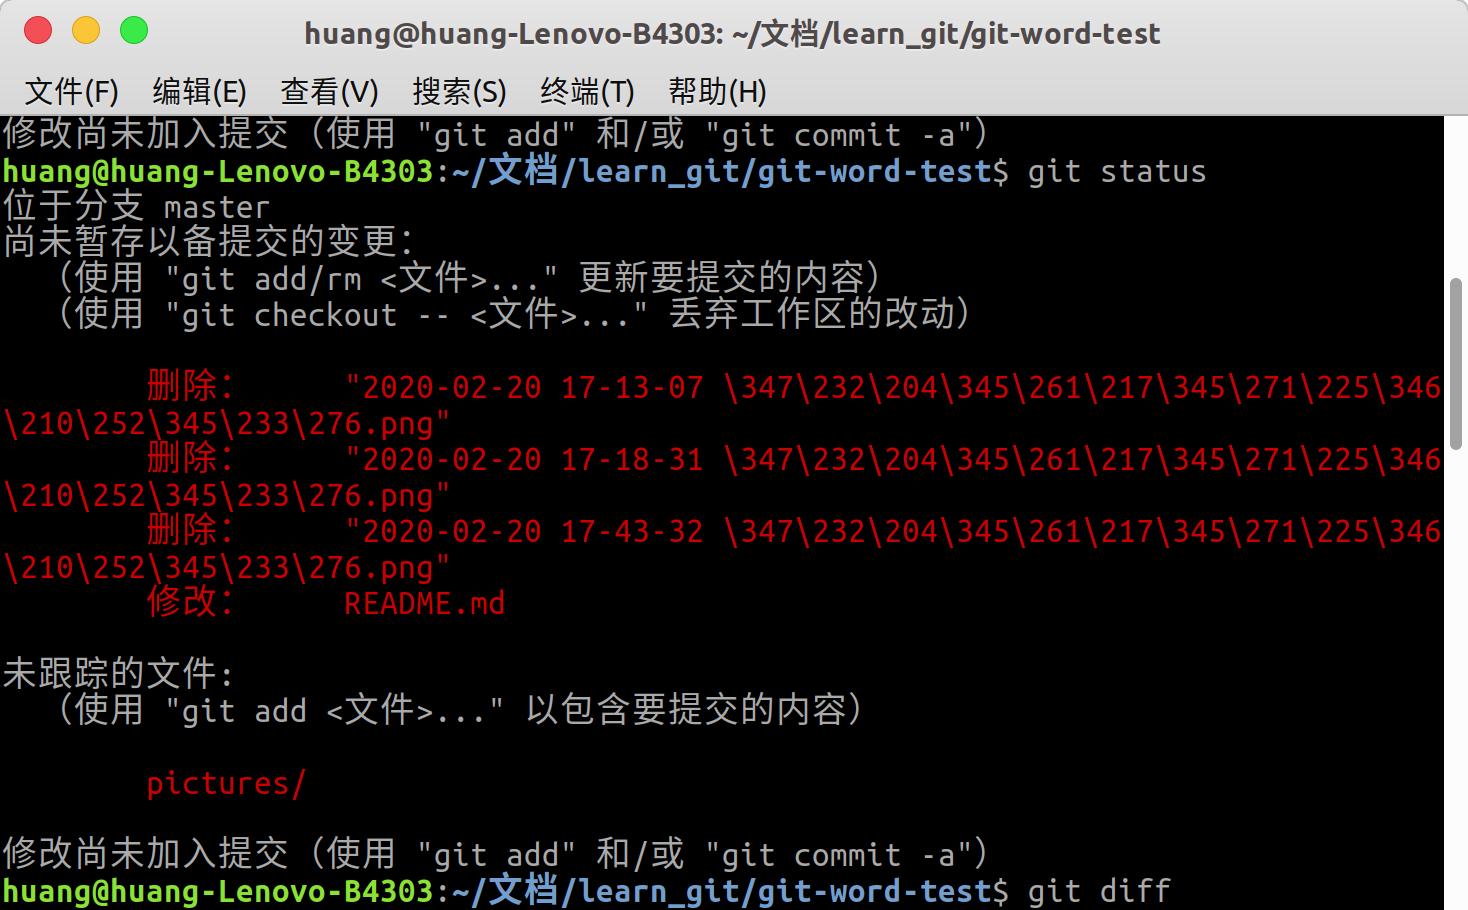 huang@huang-Lenovo-B4303: ~/文档/learn_git/git-word-test
文件(F) 编辑(E) 查看(V) 搜索(S) 终端(T) 帮助(H)
修改尚未加入提交（使用 "git add" 和/或 "git commit -a"）
huang@huang-Lenovo-B4303:~/文档/learn_git/git-word-test$ git status
位于分支 master
尚未暂存以备提交的变更：
（使用 "git add/rm <文件>..." 更新要提交的内容）
（使用 "git checkout -- <文件>..." 丢弃工作区的改动）
删除： "2020-02-20 17-13-07 \347\232\204\345\261\217\345\271\225\346
\210\252\345\233\276.png"
删除： "2020-02-20 17-18-31 \347\232\204\345\261\217\345\271\225\346
\210\252\345\233\276.png"
删除： "2020-02-20 17-43-32 \347\232\204\345\261\217\345\271\225\346
\210\252\345\233\276.png"
修改： README.md
未跟踪的文件:
（使用 "git add <文件>..." 以包含要提交的内容）
pictures/
修改尚未加入提交（使用 "git add" 和/或 "git commit -a"）
huang@huang-Lenovo-B4303:~/文档/learn_git/git-word-test$ git diff